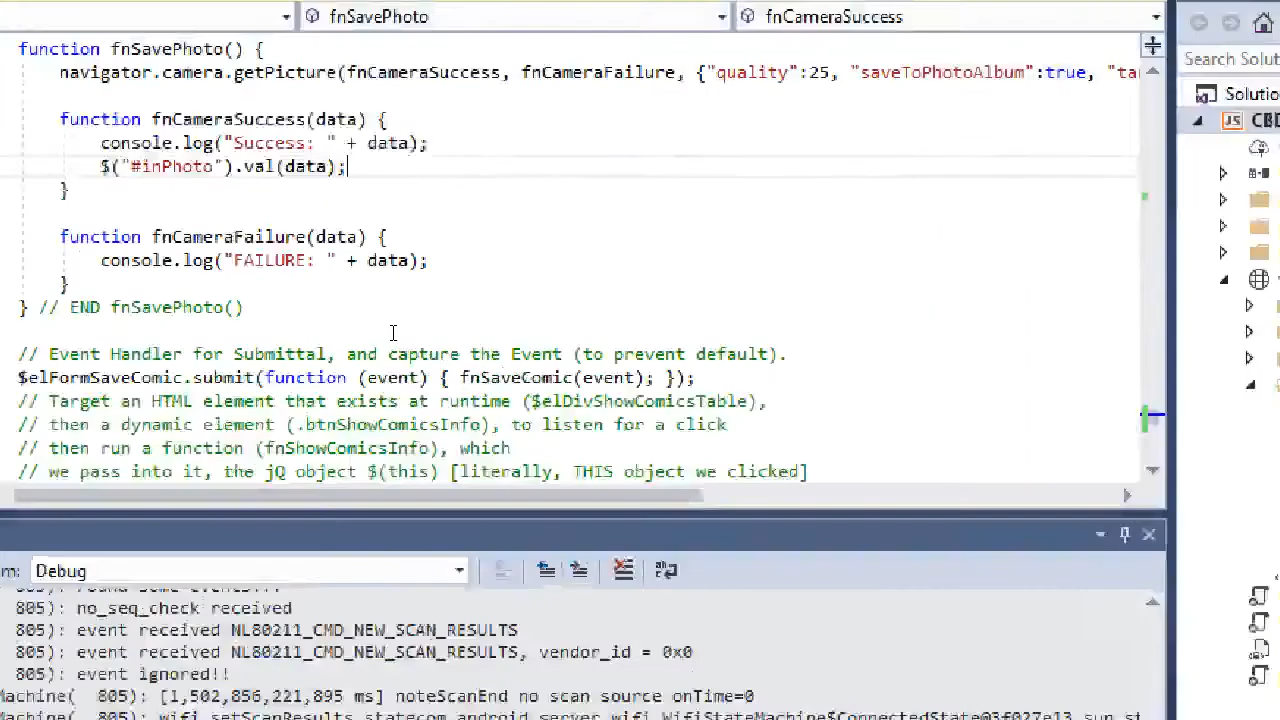 fnSavePhoto fnCameraSuccess
function fnSavePhoto() {
navigator.camera.getPicture(fnCameraSuccess, fnCameraFailure, {"quality":25, "saveToPhotoAlbum":true,
function fnCameraSuccess(data) {
console.log("Success: " + data);
$("#inPhoto").val(data);
}
function fnCameraFailure(data) {
console.log("FAILURE: " + data);
}
} // END fnSavePhoto()
// Event Handler for Submittal, and capture the Event (to prevent default).
$elFormSaveComic.submit(function (event) { fnSaveComic(event); });
// Target an HTML element that exists at runtime ($elDivShowComicsTable),
// then a dynamic element (.btnShowComicsInfo), to listen for a click
// then run a function (fnShowComicsInfo), which
// we pass into it, the jQ object $(this) [literally, THIS object we clicked]
Search Solut
Solutio
JS CBD
m: Debug
805): no_seq_check received
805): event received NL80211_CMD_NEW_SCAN_RESULTS
805): event received NL80211_CMD_NEW_SCAN_RESULTS, vendor_id = 0x0
805): event ignored!!
Machine( 805): [1,502,856,221,895 ms] noteScanEnd no scan source onTime=0